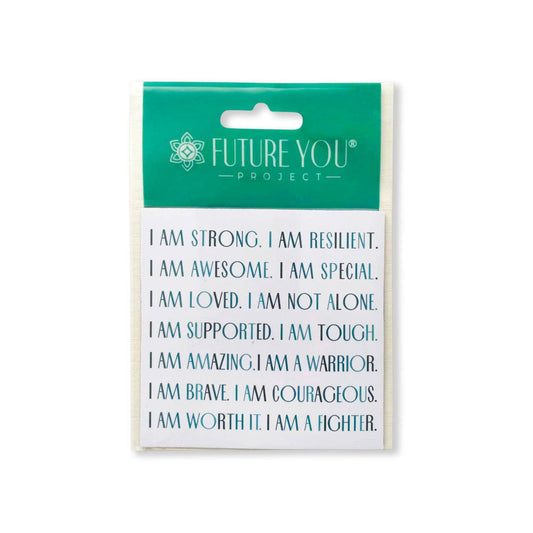 FUTURE YOU®
PROJECT
I AM STRONG. I AM RESILIENT.
I AM AWESOME. I AM SPECIAL.
I AM LOVED. I AM NOT ALONE.
I AM SUPPORTED. I AM TOUGH.
I AM AMAZING.I AM A WARRIOR.
I AM BRAVE. I AM COURAGEOUS.
I AM WORTH IT. I AM A FIGHTER.